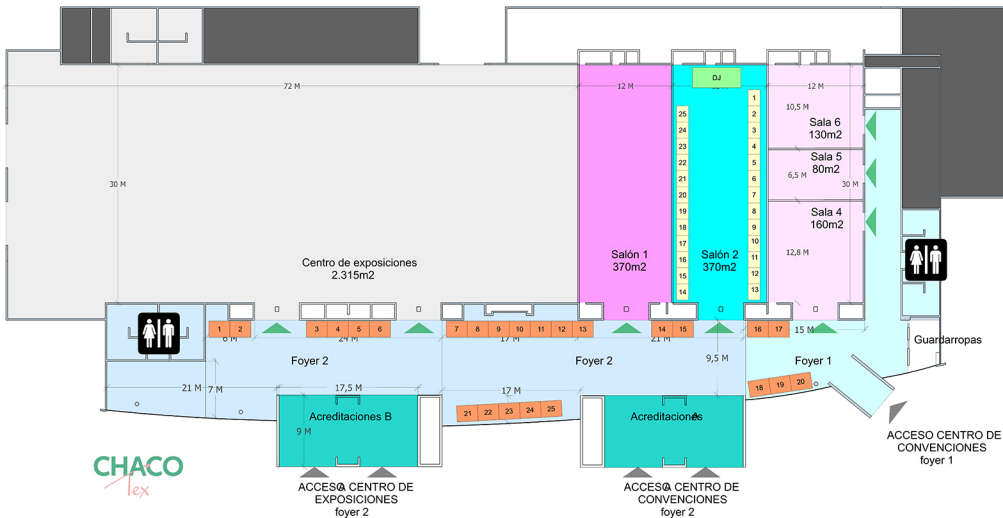 DJ
72 M
12 M
12 M
10,5 M
Sala 6
130m2
Sala 5
80m2
6,5 M
30 M
30 M
Sala 4
160m2
12,8 M
Salón 1
370m2
Salón 2
370m2
Centro de exposiciones
2.315m2
1
2
3
4
5
6
7
8
9
10
11
12
13
25
24
23
22
21
20
19
18
17
16
15
14
1 2
3 4 5 6
7 8 9 10 11 12 13
14 15
16 17
6 M
24 M
17 M
21 M
15 M
Guardarropas
Foyer 2
Foyer 2
9,5 M
Foyer 1
21 M
7 M
17,5 M
17 M
18 19 20
21 22 23 24 25
Acreditaciones B
Acreditaciones A
9 M
ACCESO CENTRO DE
CONVENCIONES
foyer 1
CHACO
Tex
ACCESO A CENTRO DE
EXPOSICIONES
foyer 2
ACCESO A CENTRO DE
CONVENCIONES
foyer 2